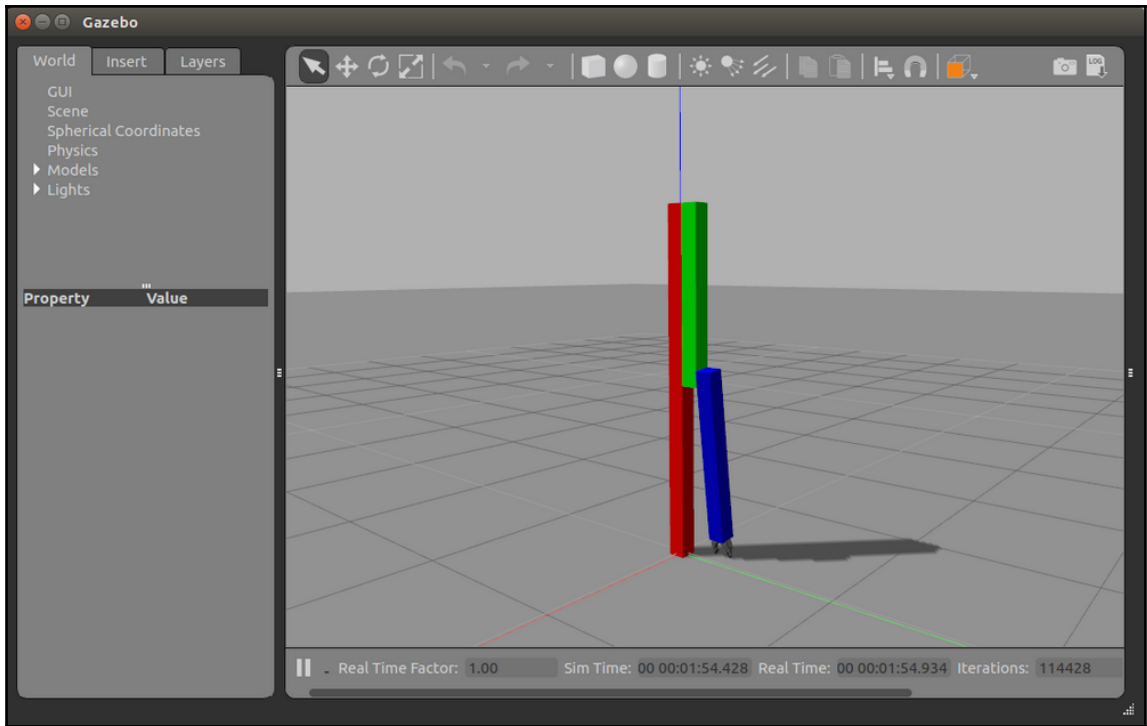 Gazebo
World Insert Layers
GUI
Scene
Spherical Coordinates
Physics
Models
Lights
Property Value
LOG
Real Time Factor: 1.00 Sim Time: 00 00:01:54.428 Real Time: 00 00:01:54.934 Iterations: 114428